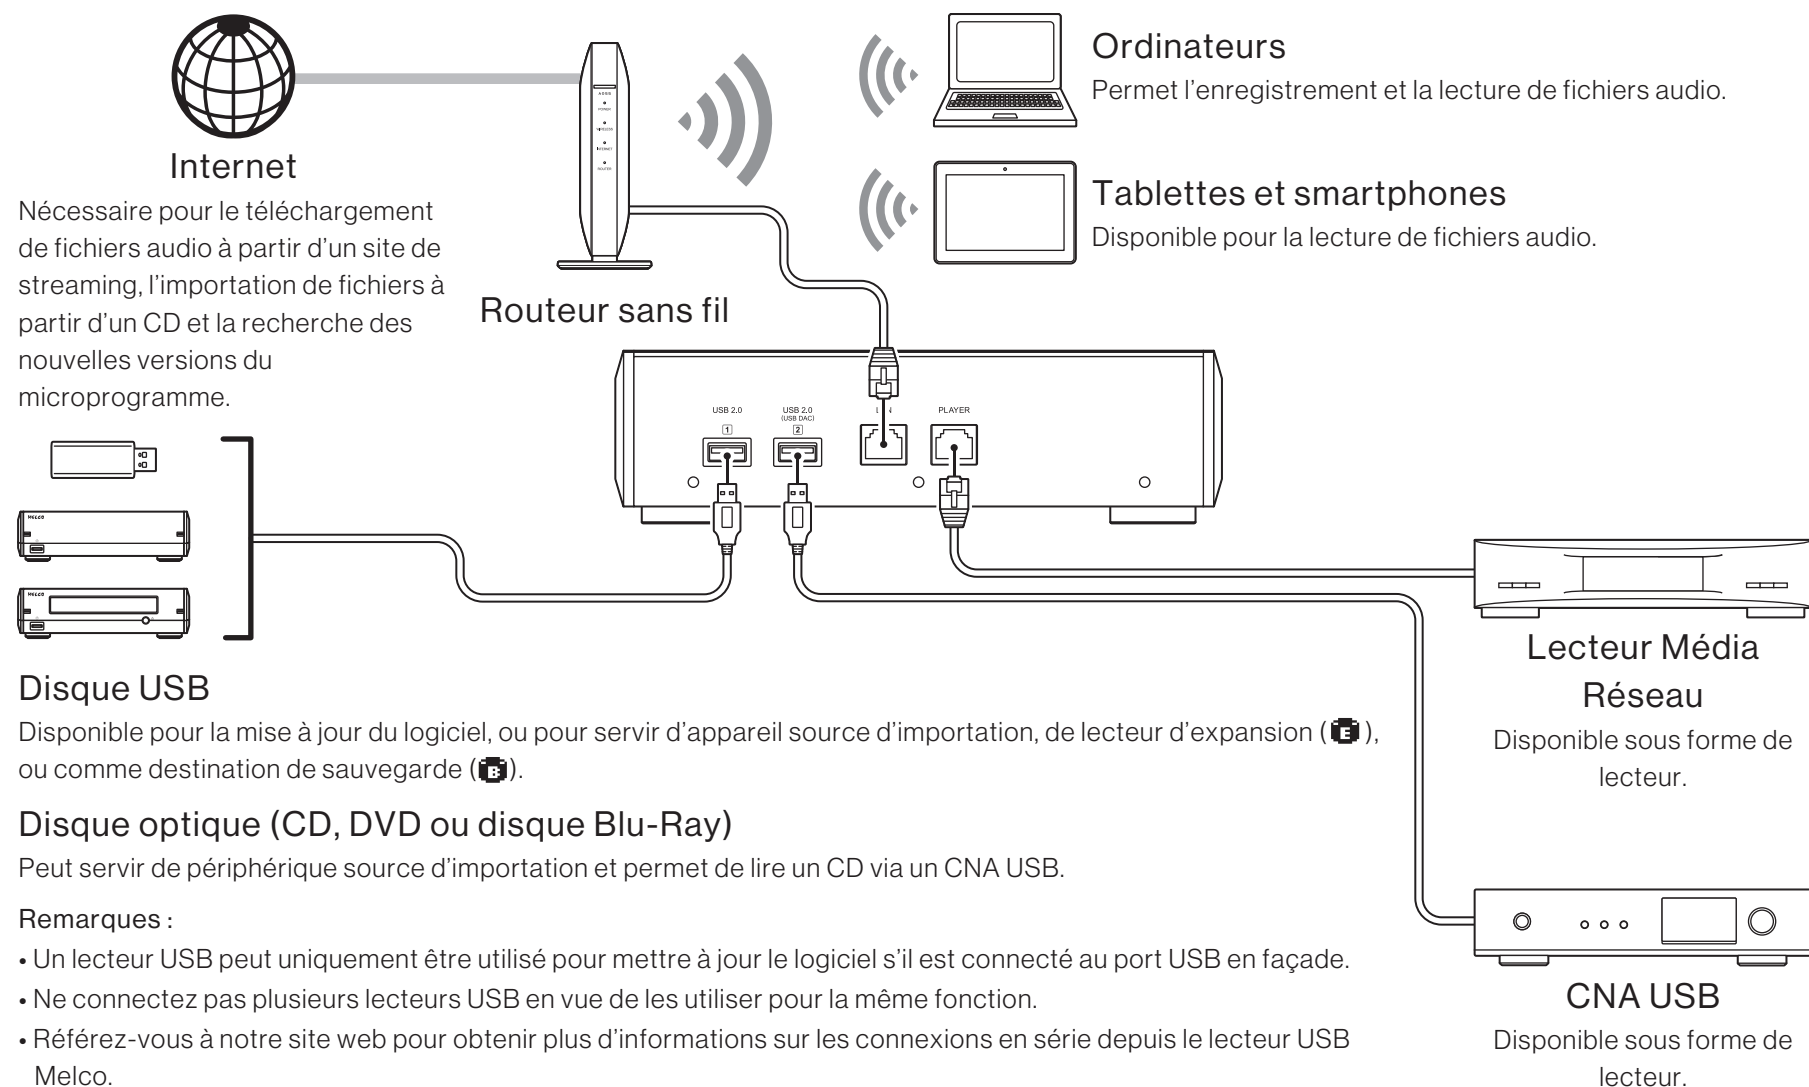 Internet
Nécessaire pour le téléchargement
de fichiers audio à partir d’un site de
streaming, l’importation de fichiers à
partir d’un CD et la recherche des
nouvelles versions du
microprogramme.
POWER
WIRELESS
INTERNET
ROUTER
Routeur sans fil
Ordinateurs
Permet l’enregistrement et la lecture de fichiers audio.
Tablettes et smartphones
Disponible pour la lecture de fichiers audio.
USB 2.0
1
USB 2.0
(USB DAC)
2
PLAYER
MELCO
MELCO
Lecteur Média
Réseau
Disponible sous forme de
lecteur.
Disque USB
Disponible pour la mise à jour du logiciel, ou pour servir d’appareil source d’importation, de lecteur d’expansion (E),
ou comme destination de sauvegarde (B).
Disque optique (CD, DVD ou disque Blu-Ray)
Peut servir de périphérique source d’importation et permet de lire un CD via un CNA USB.
Remarques :
• Un lecteur USB peut uniquement être utilisé pour mettre à jour le logiciel s’il est connecté au port USB en façade.
• Ne connectez pas plusieurs lecteurs USB en vue de les utiliser pour la même fonction.
• Référez-vous à notre site web pour obtenir plus d’informations sur les connexions en série depuis le lecteur USB
Melco.
CNA USB
Disponible sous forme de
lecteur.